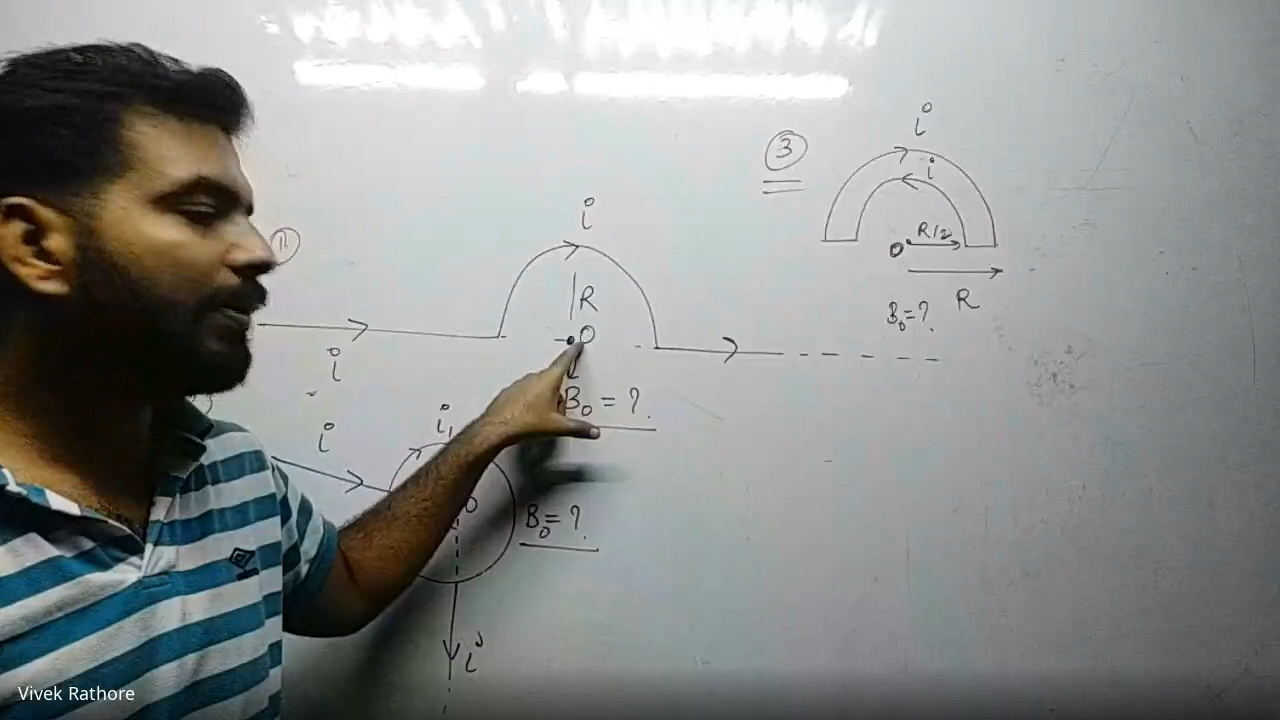 ①
i
R
O
i
B₀ = ?
i
i₁
O
B₀ = ?
i
③
i
i
R/2
O
R
B₀ = ?
Vivek Rathore